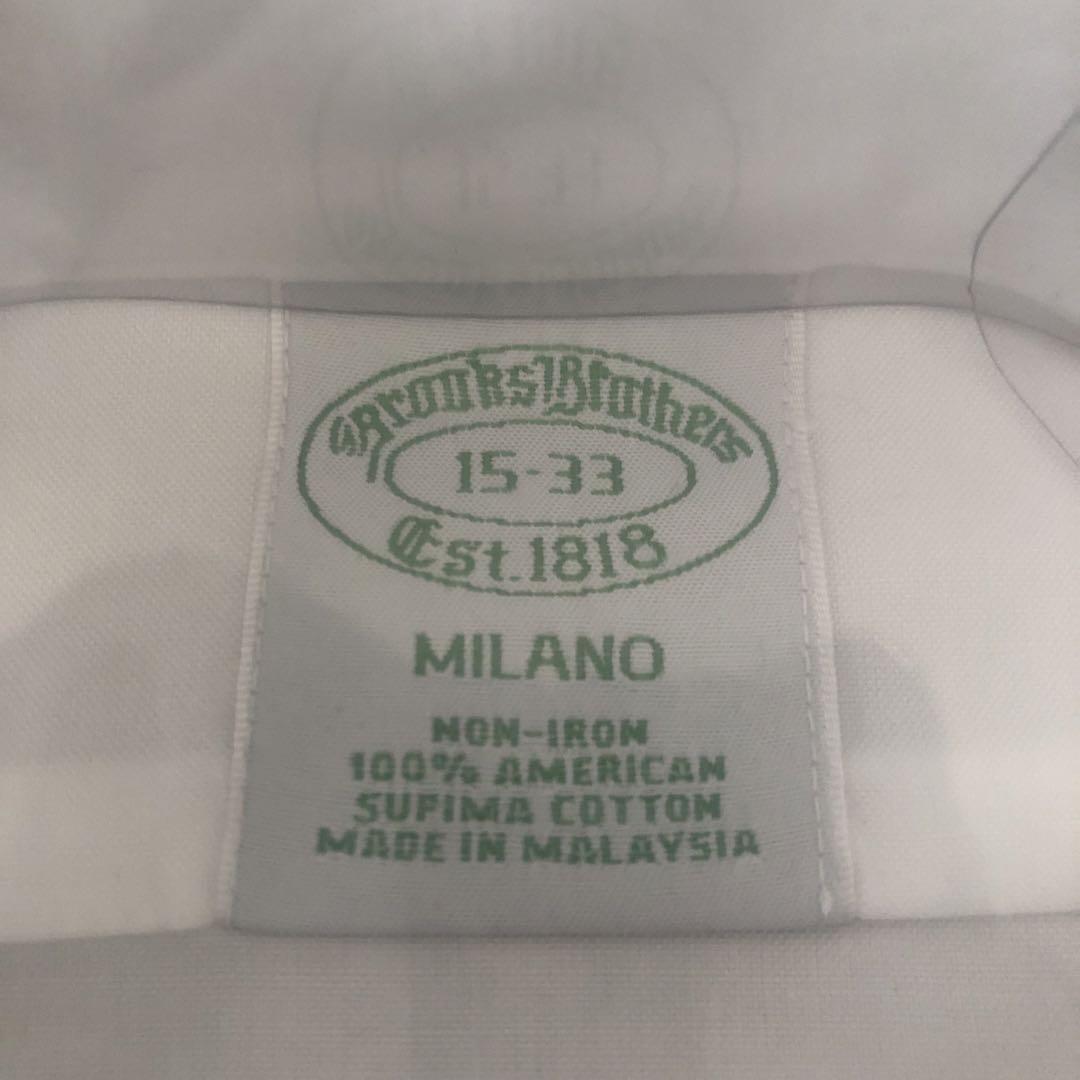 Brooks Brothers
15-33
Est. 1818
MILANO
NON-IRON
100% AMERICAN
SUPIMA COTTON
MADE IN MALAYSIA